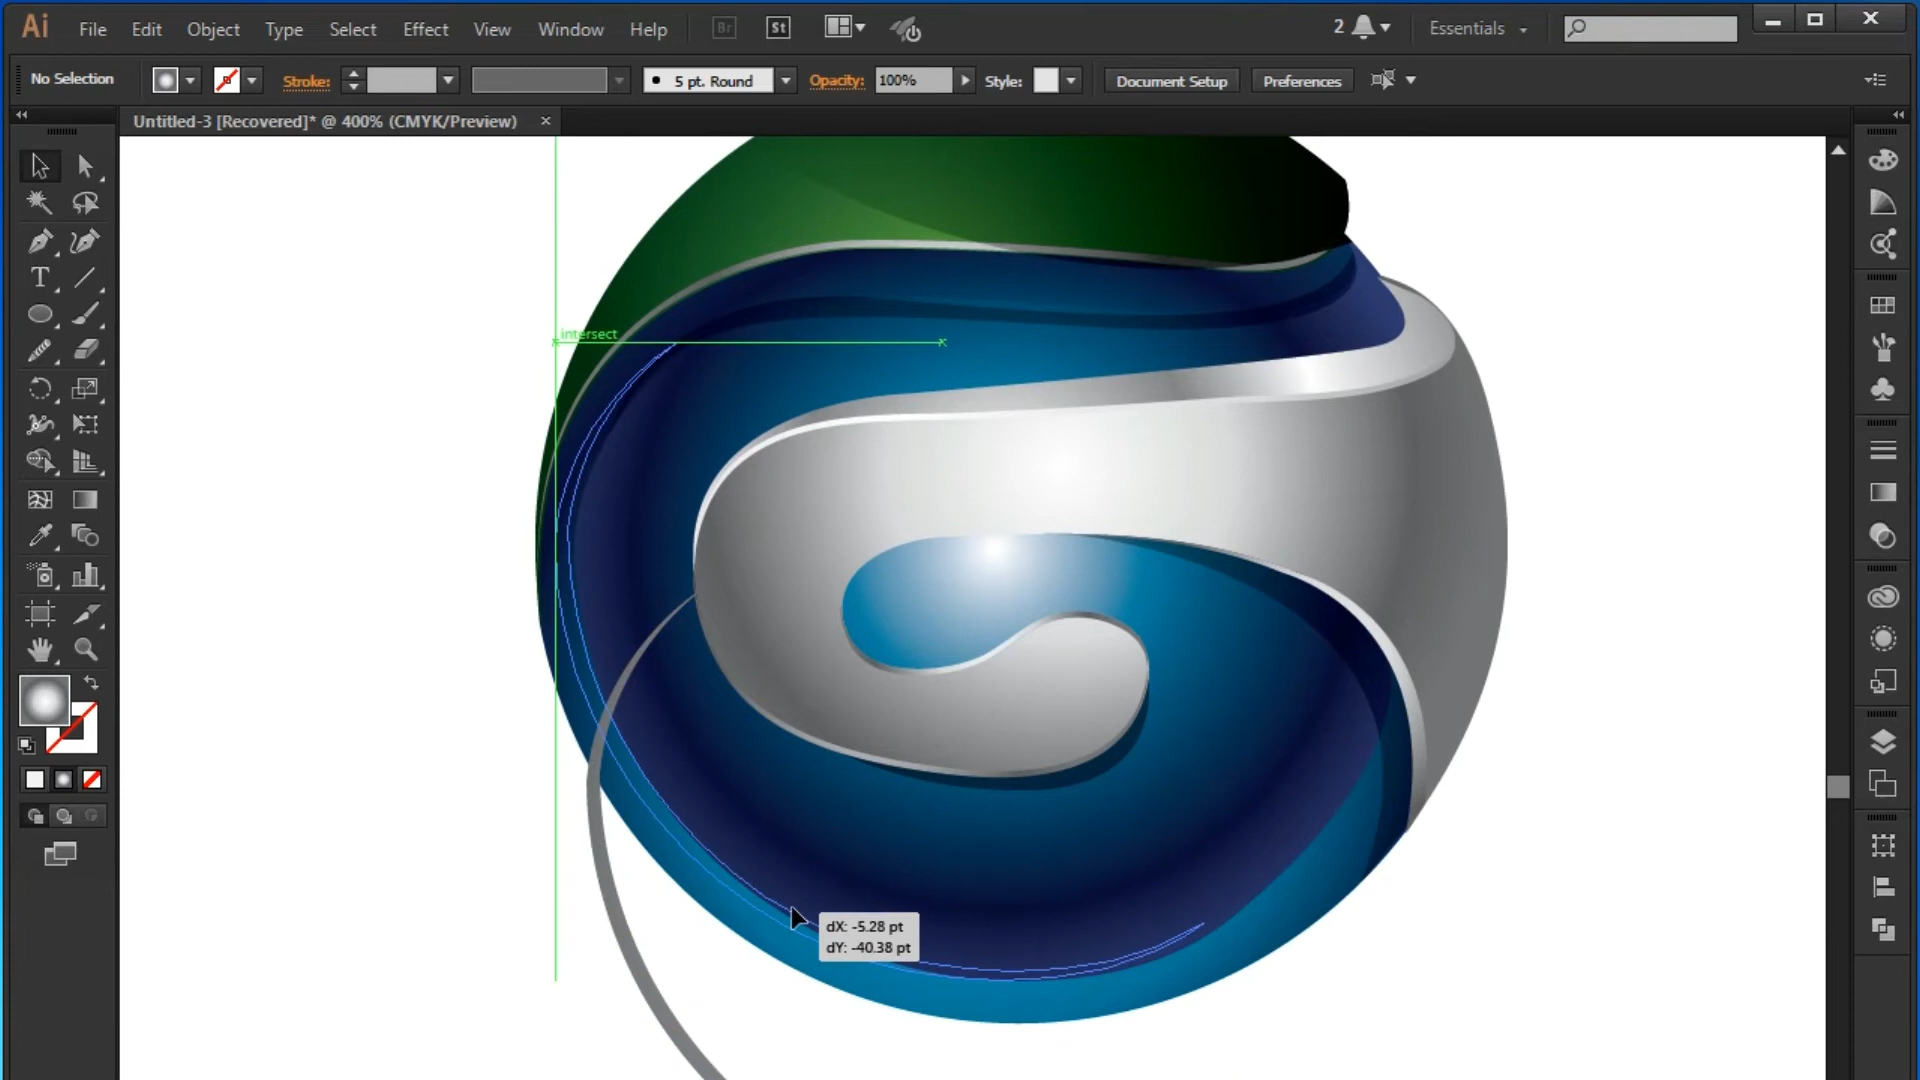 Ai File Edit Object Type Select Effect View Window Help Br St 2 Essentials
No Selection Stroke: 5 pt. Round Opacity: 100% Style: Document Setup Preferences
Untitled-3 [Recovered]* @ 400% (CMYK/Preview)
intersect
dX: -5.28 pt
dY: -40.38 pt